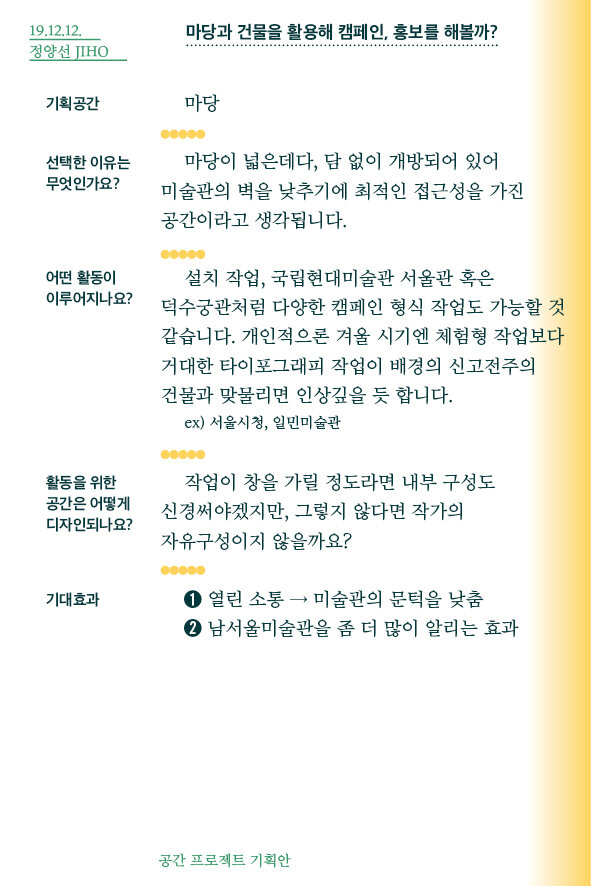 19.12.12.
정양선 JIHO
마당과 건물을 활용해 캠페인, 홍보를 해볼까?
기획공간
마당
선택한 이유는
무엇인가요?
마당이 넓은데다, 담 없이 개방되어 있어
미술관의 벽을 낮추기에 최적인 접근성을 가진
공간이라고 생각됩니다.
어떤 활동이
이루어지나요?
설치 작업, 국립현대미술관 서울관 혹은
덕수궁관처럼 다양한 캠페인 형식 작업도 가능할 것
같습니다. 개인적으론 겨울 시기엔 체험형 작업보다
거대한 타이포그래피 작업이 배경의 신고전주의
건물과 맞물리면 인상깊을 듯 합니다.
ex) 서울시청, 일민미술관
활동을 위한
공간은 어떻게
디자인되나요?
작업이 창을 가릴 정도라면 내부 구성도
신경써야겠지만, 그렇지 않다면 작가의
자유구성이지 않을까요?
기대효과
❶ 열린 소통 → 미술관의 문턱을 낮춤
❷ 남서울미술관을 좀 더 많이 알리는 효과
공간 프로젝트 기획안